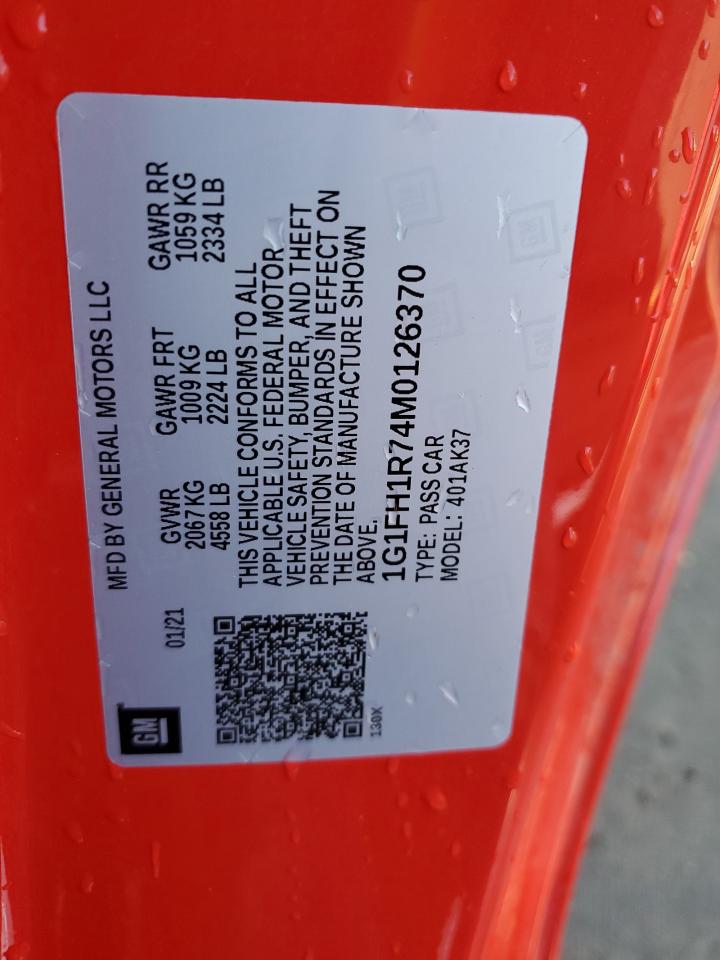 MFD BY GENERAL MOTORS LLC
GM
01/21
GVWR GAWR FRT GAWR RR
2067 KG 1009 KG 1059 KG
4558 LB 2224 LB 2334 LB
THIS VEHICLE CONFORMS TO ALL
APPLICABLE U.S. FEDERAL MOTOR
VEHICLE SAFETY, BUMPER, AND THEFT
PREVENTION STANDARDS IN EFFECT ON
THE DATE OF MANUFACTURE SHOWN
ABOVE.
1G1FH1R74M0126370
TYPE: PASS CAR
MODEL: 401AK37
130X